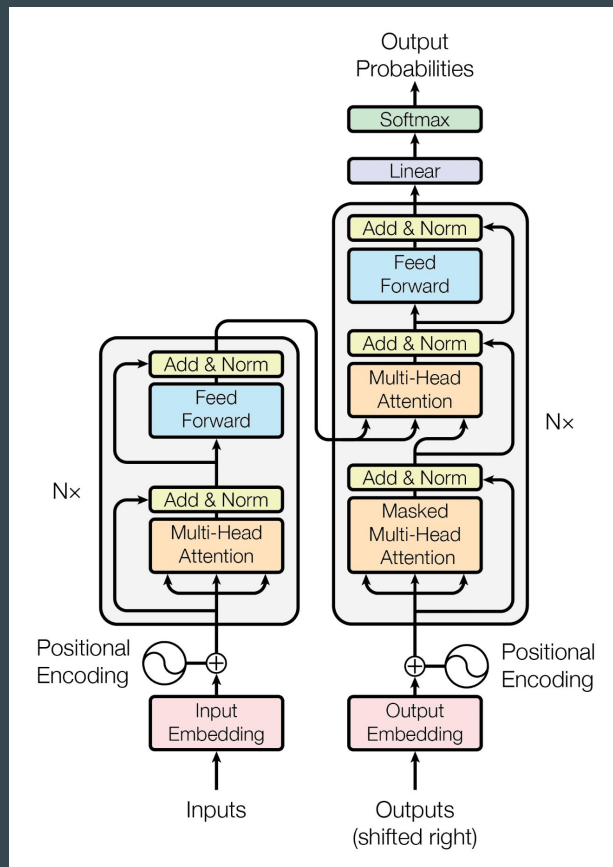 Output
Probabilities
Softmax
Linear
Add & Norm
Feed
Forward
Add & Norm
Multi-Head
Attention
Add & Norm
Masked
Multi-Head
Attention
Nx
Add & Norm
Feed
Forward
Add & Norm
Multi-Head
Attention
Nx
Positional
Encoding
Positional
Encoding
Input
Embedding
Output
Embedding
Inputs
Outputs
(shifted right)